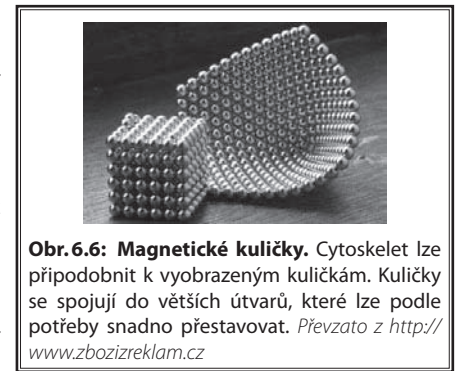 Obr.6.6: Magnetické kuličky. Cytoskelet lze
připodobnit k vyobrazeným kuličkám. Kuličky
se spojují do větších útvarů, které lze podle
potřeby snadno přestavovat. Převzato z http://
www.zbozizreklam.cz